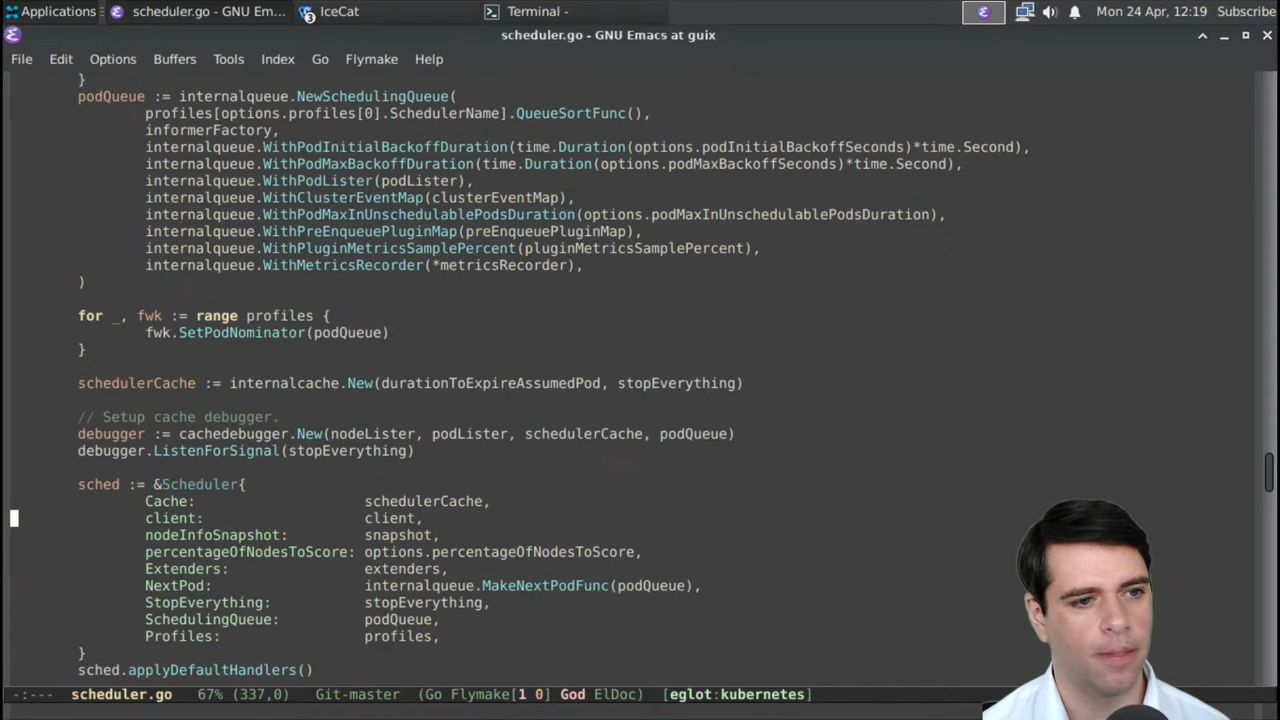 Applications
scheduler.go - GNU Em...
3
IceCat
Terminal -
Mon 24 Apr, 12:19
Subscribe
scheduler.go - GNU Emacs at guix
File Edit Options Buffers Tools Index Go Flymake Help
}
podQueue := internalqueue.NewSchedulingQueue(
profiles[options.profiles[0].SchedulerName].QueueSortFunc(),
informerFactory,
internalqueue.WithPodInitialBackoffDuration(time.Duration(options.podInitialBackoffSeconds)*time.Second),
internalqueue.WithPodMaxBackoffDuration(time.Duration(options.podMaxBackoffSeconds)*time.Second),
internalqueue.WithPodLister(podLister),
internalqueue.WithClusterEventMap(clusterEventMap),
internalqueue.WithPodMaxInUnschedulablePodsDuration(options.podMaxInUnschedulablePodsDuration),
internalqueue.WithPreEnqueuePluginMap(preEnqueuePluginMap),
internalqueue.WithPluginMetricsSamplePercent(pluginMetricsSamplePercent),
internalqueue.WithMetricsRecorder(*metricsRecorder),
)
for _, fwk := range profiles {
fwk.SetPodNominator(podQueue)
}
schedulerCache := internalcache.New(durationToExpireAssumedPod, stopEverything)
// Setup cache debugger.
debugger := cachedebugger.New(nodeLister, podLister, schedulerCache, podQueue)
debugger.ListenForSignal(stopEverything)
sched := &Scheduler{
Cache: schedulerCache,
client: client,
nodeInfoSnapshot: snapshot,
percentageOfNodesToScore: options.percentageOfNodesToScore,
Extenders: extenders,
NextPod: internalqueue.MakeNextPodFunc(podQueue),
StopEverything: stopEverything,
SchedulingQueue: podQueue,
Profiles: profiles,
}
sched.applyDefaultHandlers()
-:--- scheduler.go 67% (337,0) Git-master (Go Flymake[1 0] God ElDoc) [eglot:kubernetes]